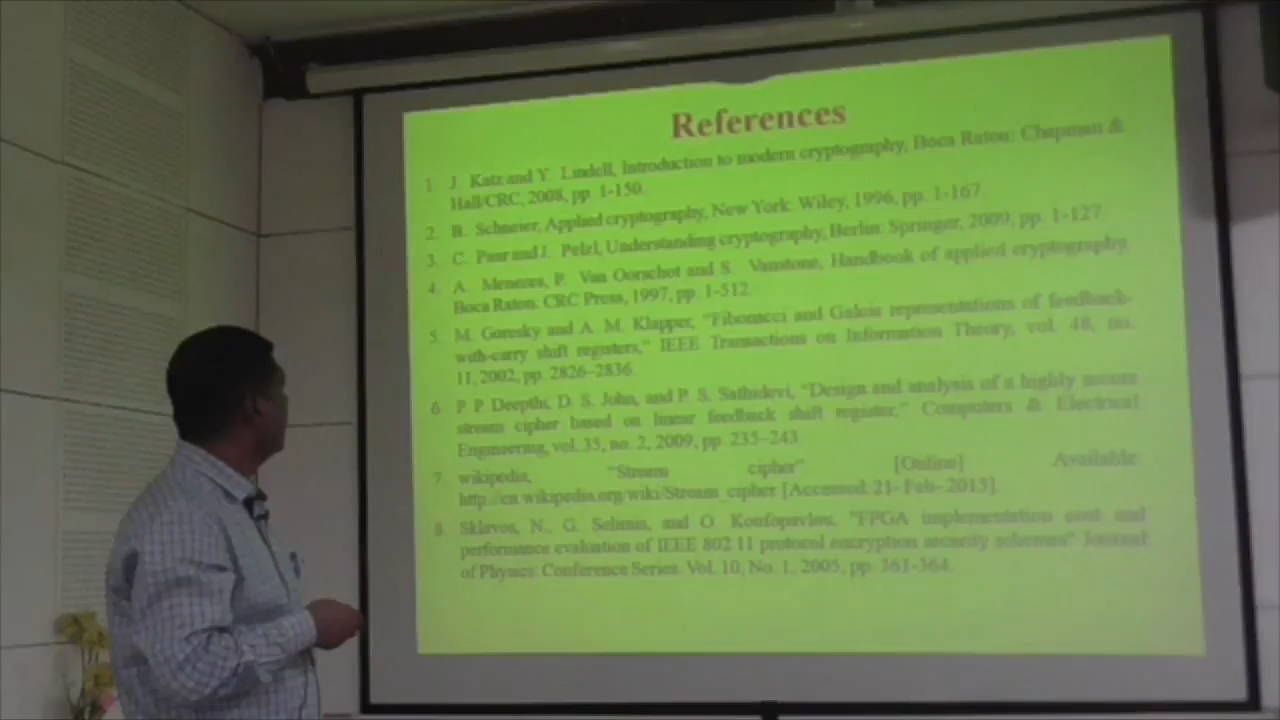 References
1. J. Katz and Y. Lindell, Introduction to modern cryptography, Boca Raton: Chapman &
Hall/CRC, 2008, pp. 1-150.
2. B. Schneier, Applied cryptography, New York: Wiley, 1996, pp. 1-167.
3. C. Paar and J. Pelzl, Understanding cryptography, Berlin: Springer, 2009, pp. 1-127.
4. A. Menezes, P. Van Oorschot and S. Vanstone, Handbook of applied cryptography.
Boca Raton: CRC Press, 1997, pp. 1-512.
5. M. Goresky and A. M. Klapper, "Fibonacci and Galois representations of feedback-
with-carry shift registers," IEEE Transactions on Information Theory, vol. 48, no.
11, 2002, pp. 2826–2836.
6. P. P. Deepthi, D. S. John, and P. S. Sathidevi, "Design and analysis of a highly secure
stream cipher based on linear feedback shift register," Computers & Electrical
Engineering, vol. 35, no. 2, 2009, pp. 235–243
7. wikipedia, "Stream cipher" [Online] Available
http://en.wikipedia.org/wiki/Stream_cipher [Accessed: 21- Feb- 2015].
8. Sklavos, N., G. and O. "FPGA implementation cost and
performance evaluation of IEEE 802.11 protocol encryption security schemes" Journal
of Physics: Conference Series. Vol. 10, No. 1, 2005, pp. 361-364.